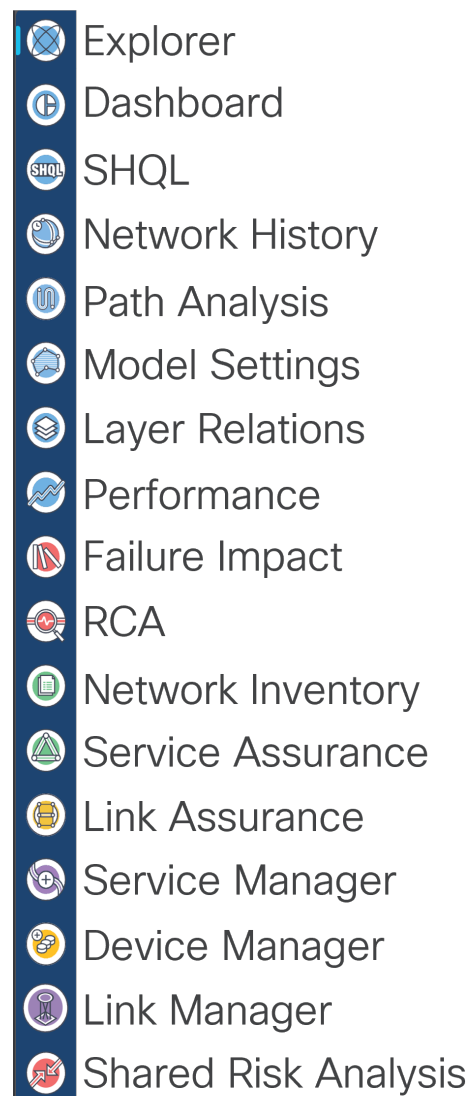 Explorer
Dashboard
SHQL SHQL
Network History
Path Analysis
Model Settings
Layer Relations
Performance
Failure Impact
RCA
Network Inventory
Service Assurance
Link Assurance
Service Manager
Device Manager
Link Manager
Shared Risk Analysis